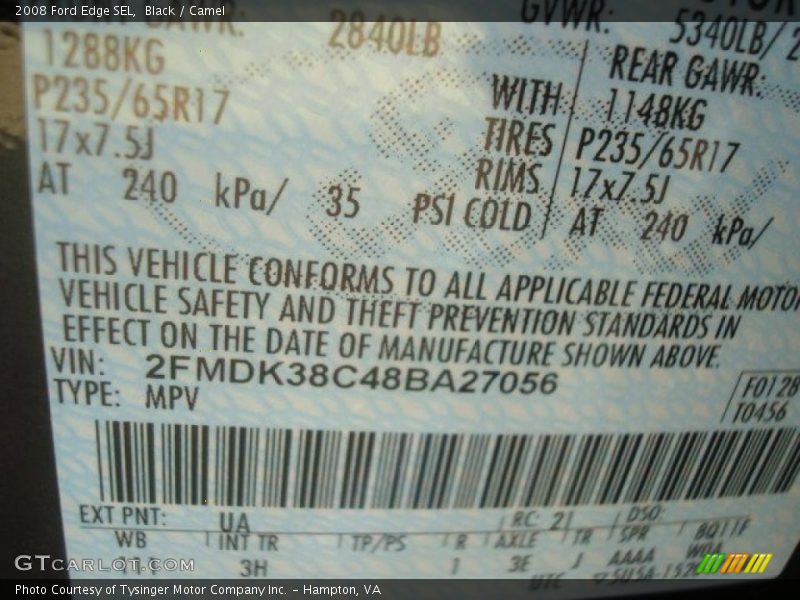 2008 Ford Edge SEL, Black / Camel
GAWR: 2840LB GVWR: 5340LB/
1288KG REAR GAWR:
P235/65R17 WITH 1148KG
17x7.5J TIRES P235/65R17
AT 240 kPa/ 35 RIMS 17x7.5J
PSI COLD AT 240 kPa/
THIS VEHICLE CONFORMS TO ALL APPLICABLE FEDERAL MOTOR
VEHICLE SAFETY AND THEFT PREVENTION STANDARDS IN
EFFECT ON THE DATE OF MANUFACTURE SHOWN ABOVE.
VIN: 2FMDK38C48BA27056
TYPE: MPV
F0128
T0456
EXT PNT: UA RC: 21 DSO:
WB INT TR TP/PS R AXLE TR SPR
3H 1 3E J AAAA
UTC
GTCARLOT.COM
Photo Courtesy of Tysinger Motor Company Inc. - Hampton, VA